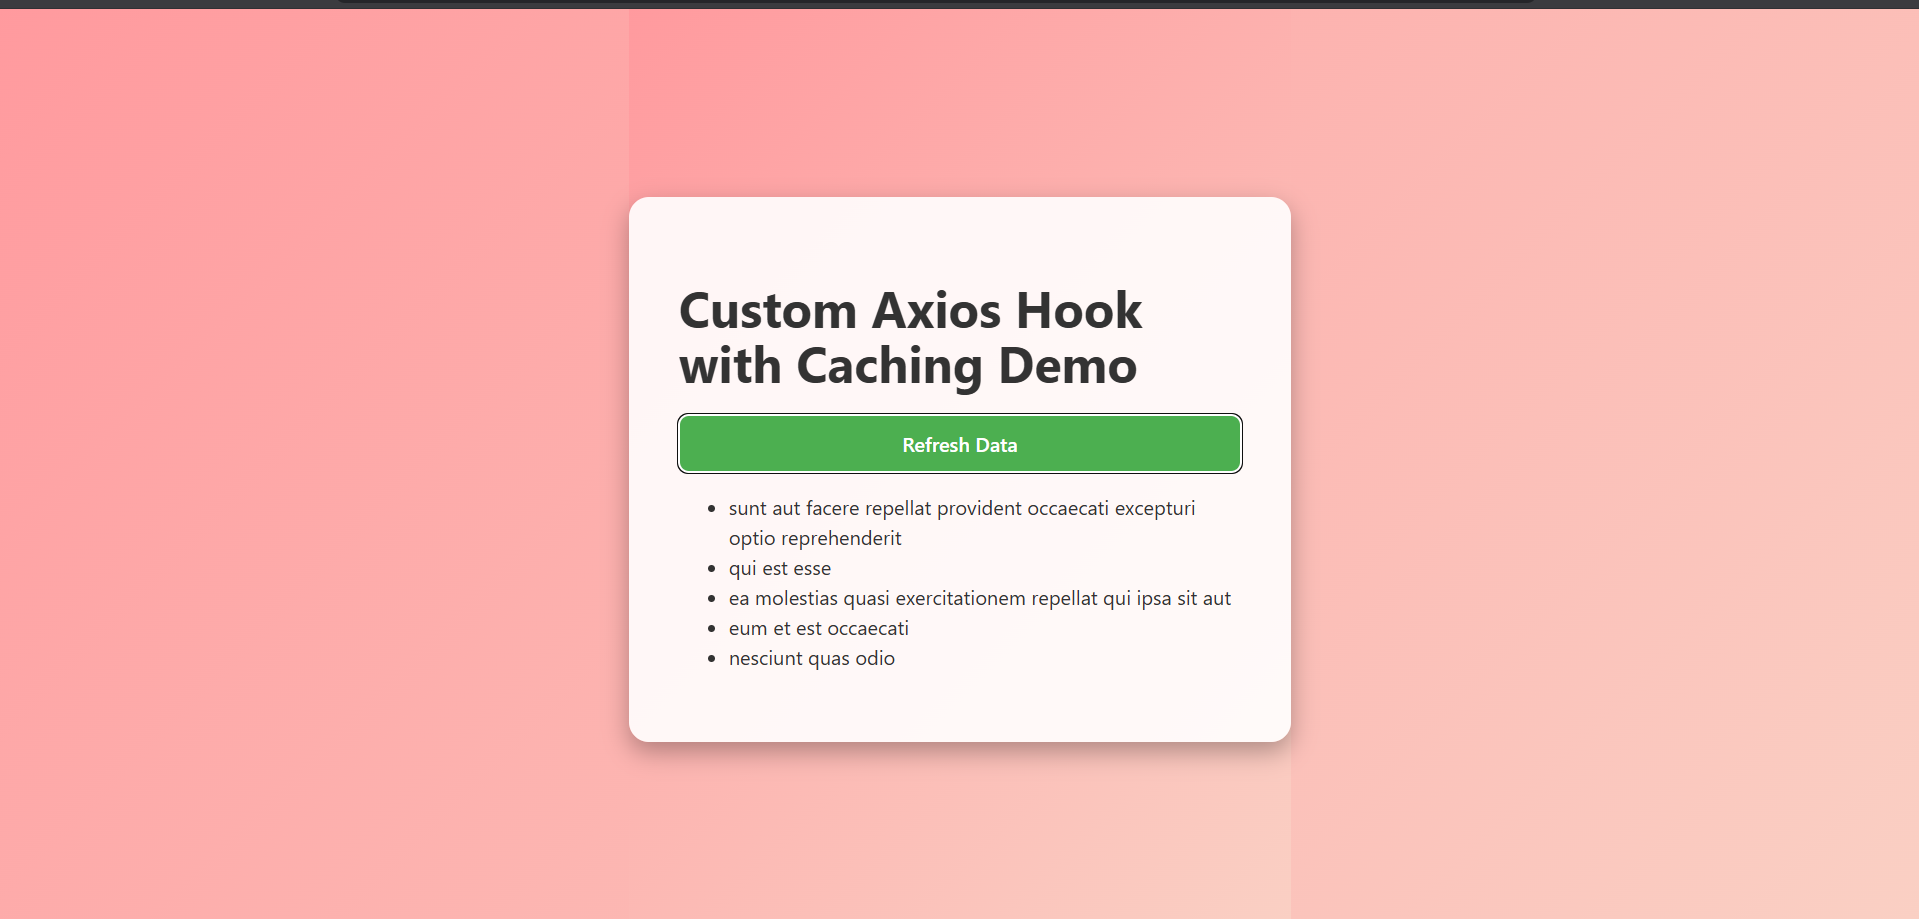 Custom Axios Hook
with Caching Demo
Refresh Data
sunt aut facere repellat provident occaecati excepturi
optio reprehenderit
qui est esse
ea molestias quasi exercitationem repellat qui ipsa sit aut
eum et est occaecati
nesciunt quas odio